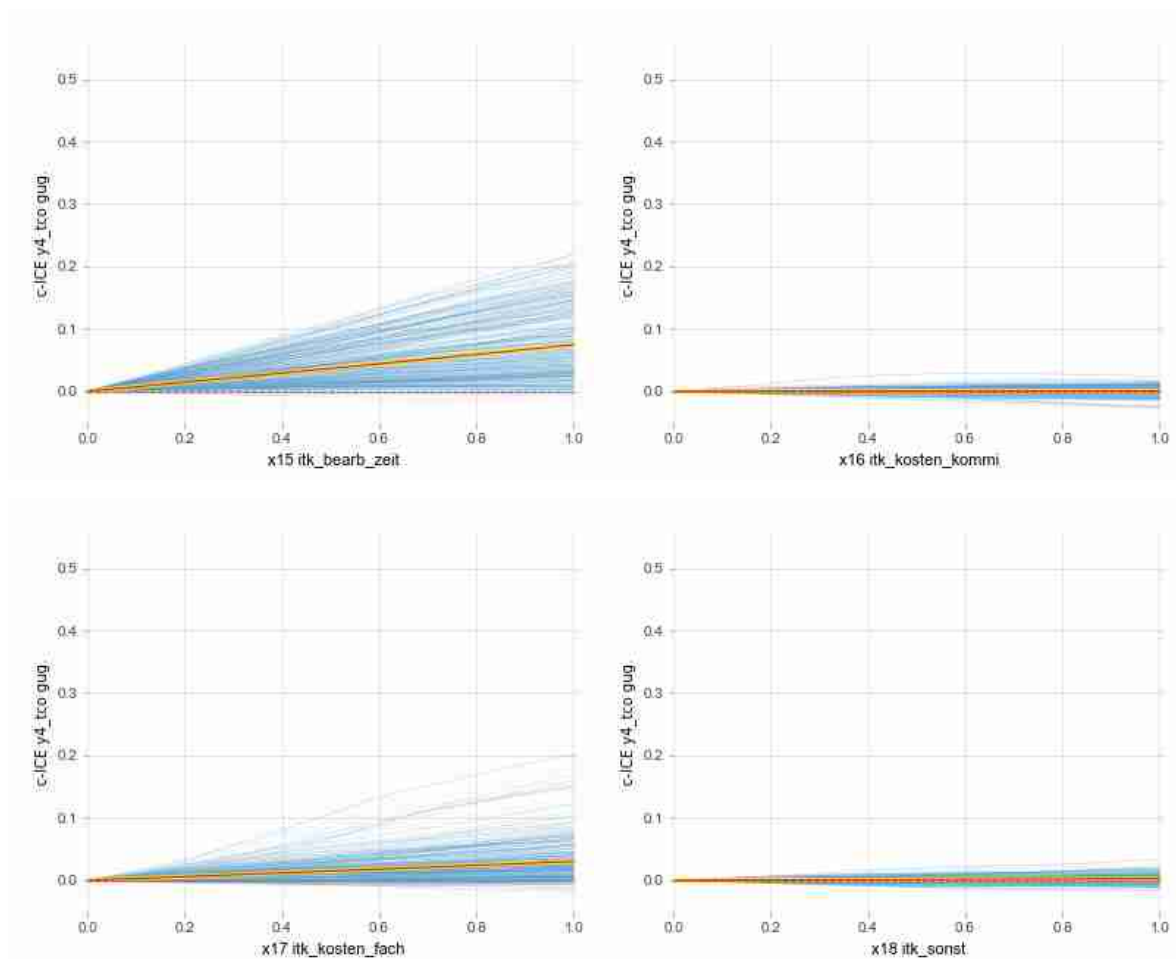 0.5 0.5
0.4 0.4
0.3 0.3
0.2 0.2
0.1 0.1
0.0 0.0
c-ICE y4_tco gug. c-ICE y4_tco gug.
0.0 0.2 0.4 0.6 0.8 1.0 0.0 0.2 0.4 0.6 0.8 1.0
x15 itk_bearb_zeit x16 itk_kosten_kommi
0.5 0.5
0.4 0.4
0.3 0.3
0.2 0.2
0.1 0.1
0.0 0.0
c-ICE y4_tco gug. c-ICE y4_tco gug.
0.0 0.2 0.4 0.6 0.8 1.0 0.0 0.2 0.4 0.6 0.8 1.0
x17 itk_kosten_fach x18 itk_sonst